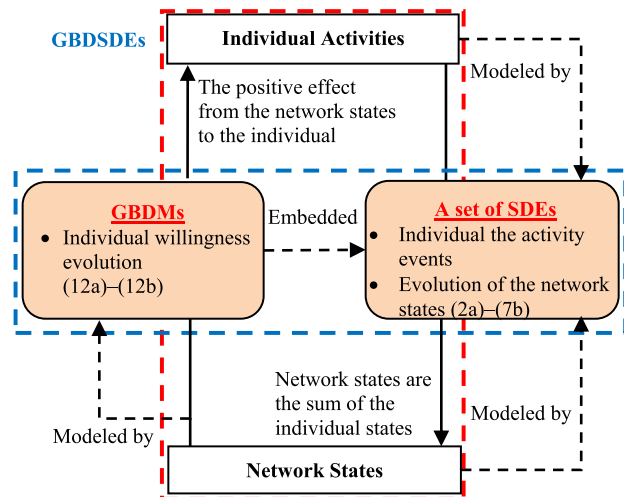 GBDSDEs
Individual Activities
Modeled by
The positive effect
from the network states
to the individual
GBDMs
• Individual willingness
evolution
(12a)–(12b)
Embedded
A set of SDEs
• Individual the activity
events
• Evolution of the network
states (2a)–(7b)
Network states are
the sum of the
individual states
Modeled by
Modeled by
Network States